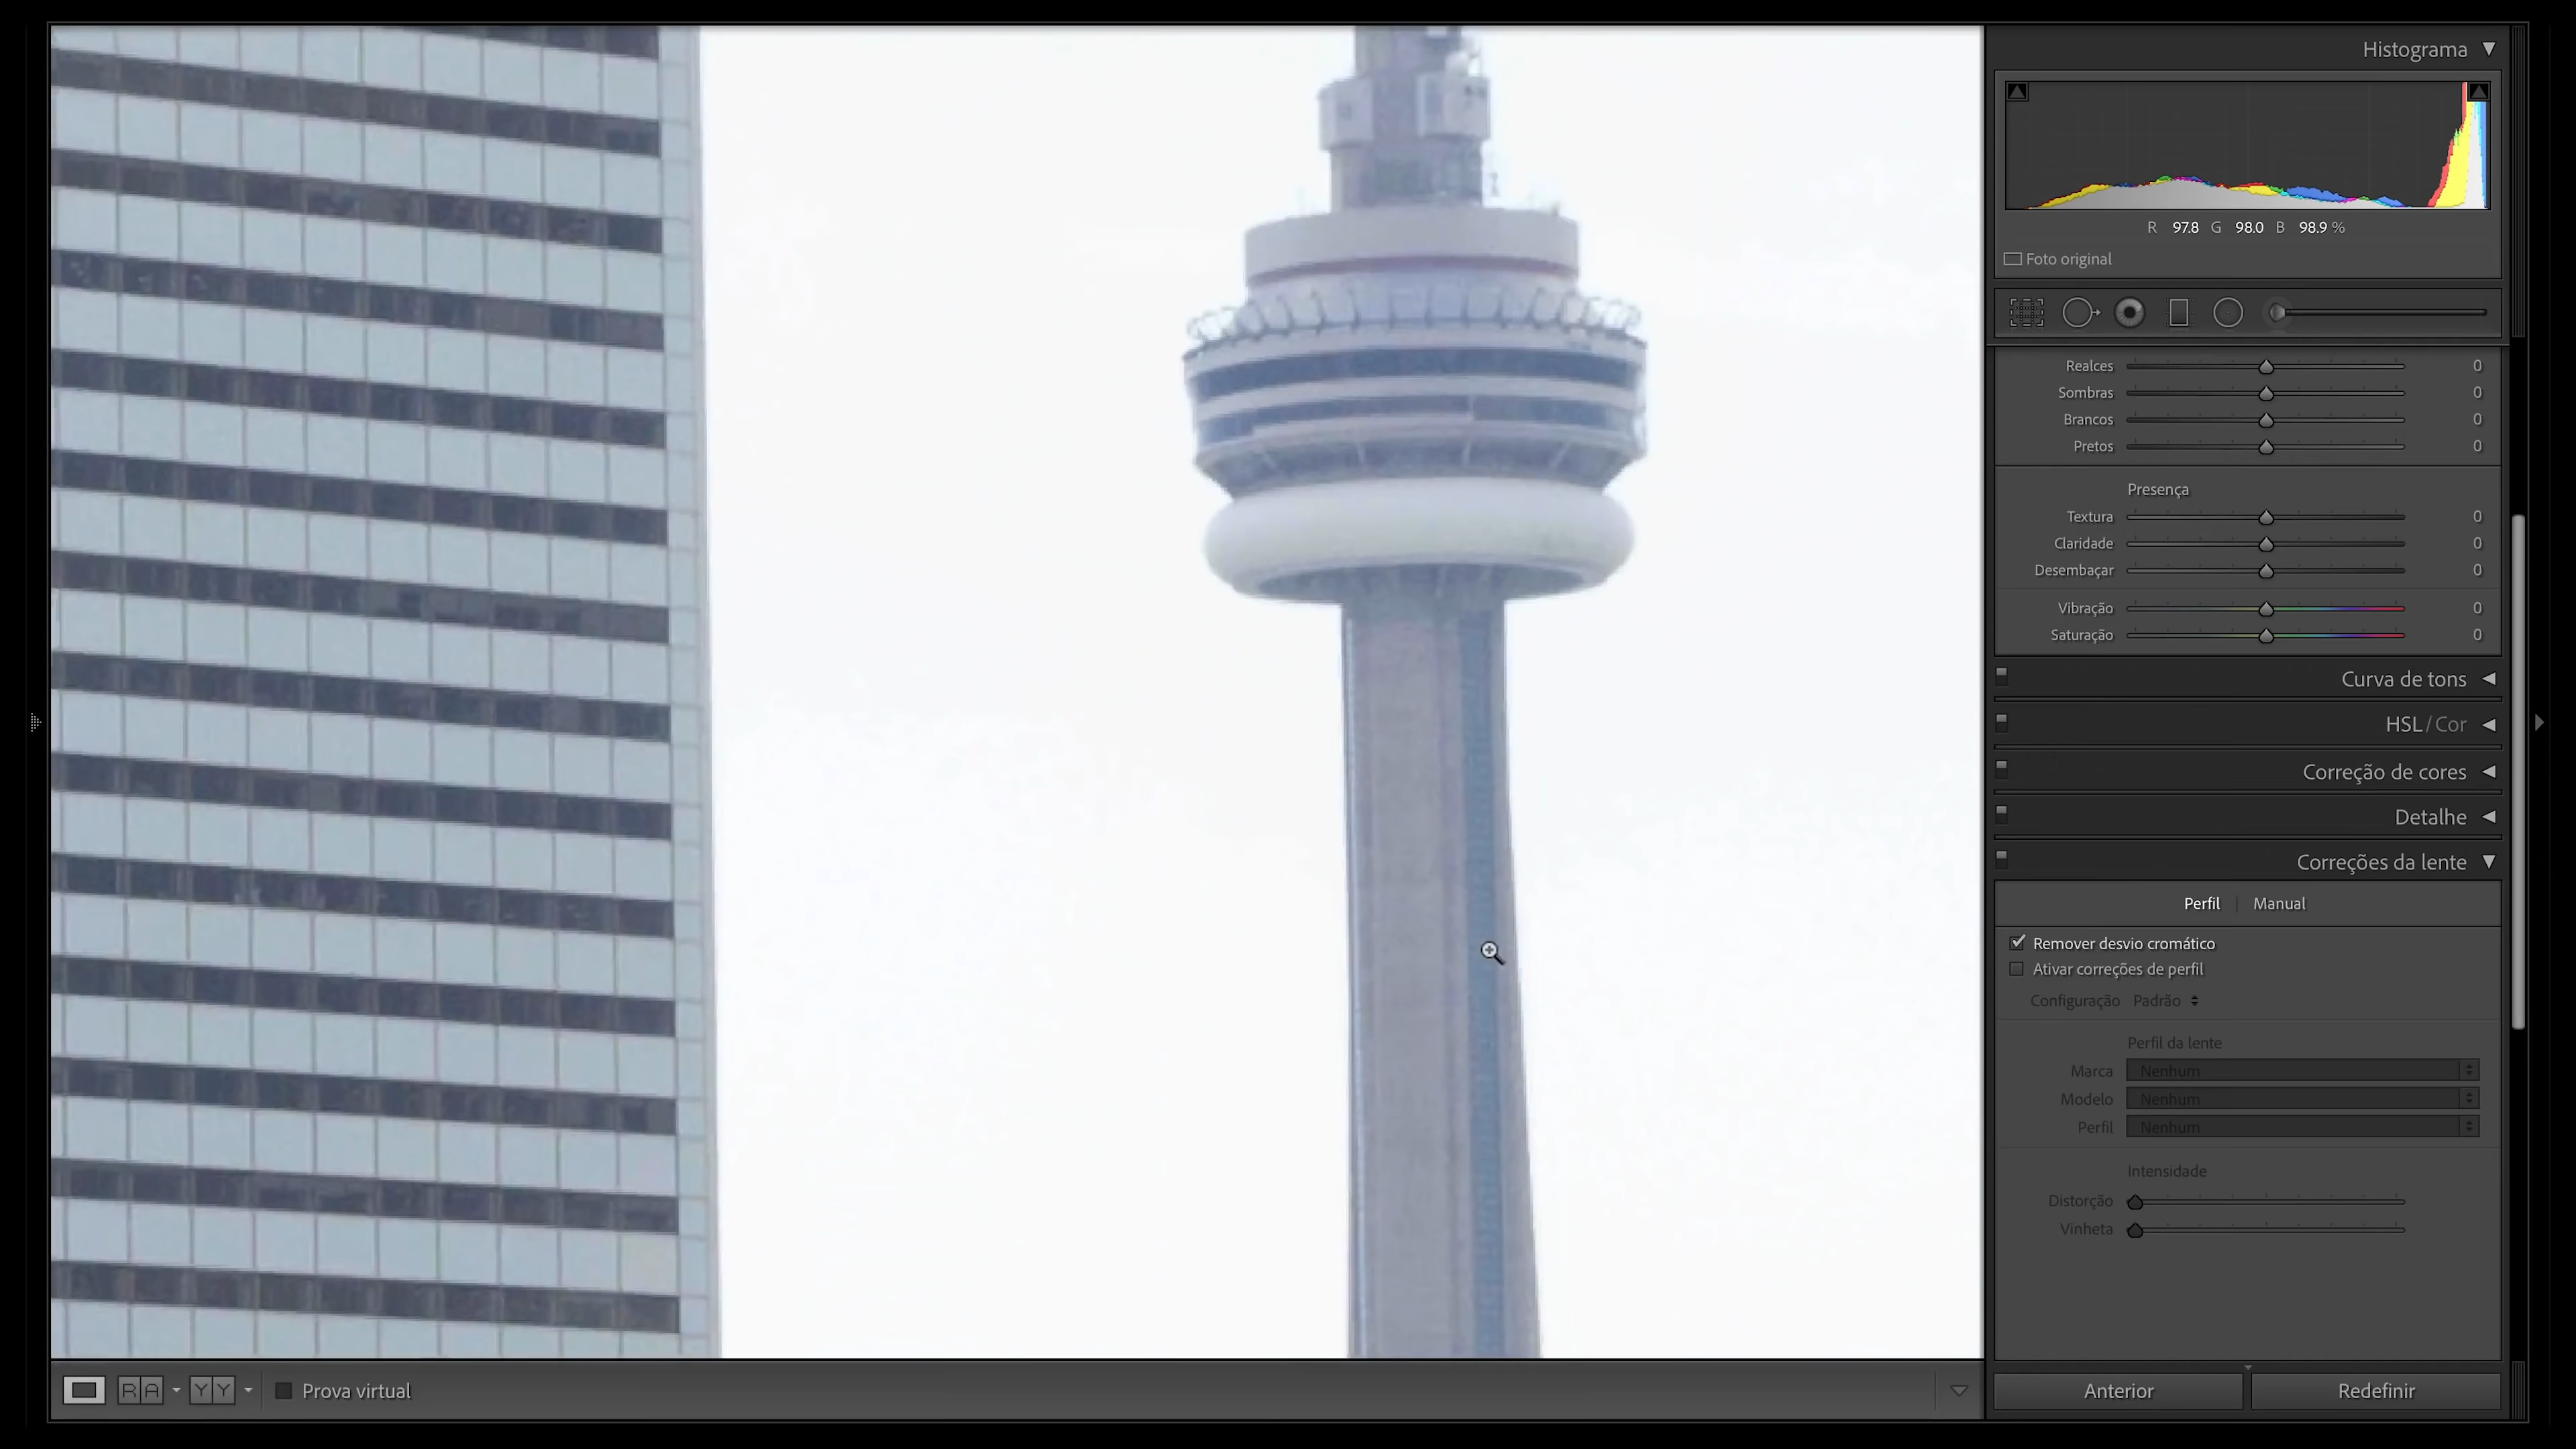 Histograma
R 97.8 G 98.0 B 98.9 %
Foto original
Realces 0
Sombras 0
Brancos 0
Pretos 0
Presença
Textura 0
Claridade 0
Desembaçar 0
Vibração 0
Saturação 0
Curva de tons
HSL / Cor
Correção de cores
Detalhe
Correções da lente
Perfil | Manual
Remover desvio cromático
Ativar correções de perfil
Configuração Padrão
Perfil da lente
Marca Nenhum
Modelo Nenhum
Perfil Nenhum
Intensidade
Distorção
Vinheta
R A Y Y Prova virtual
Anterior Redefinir